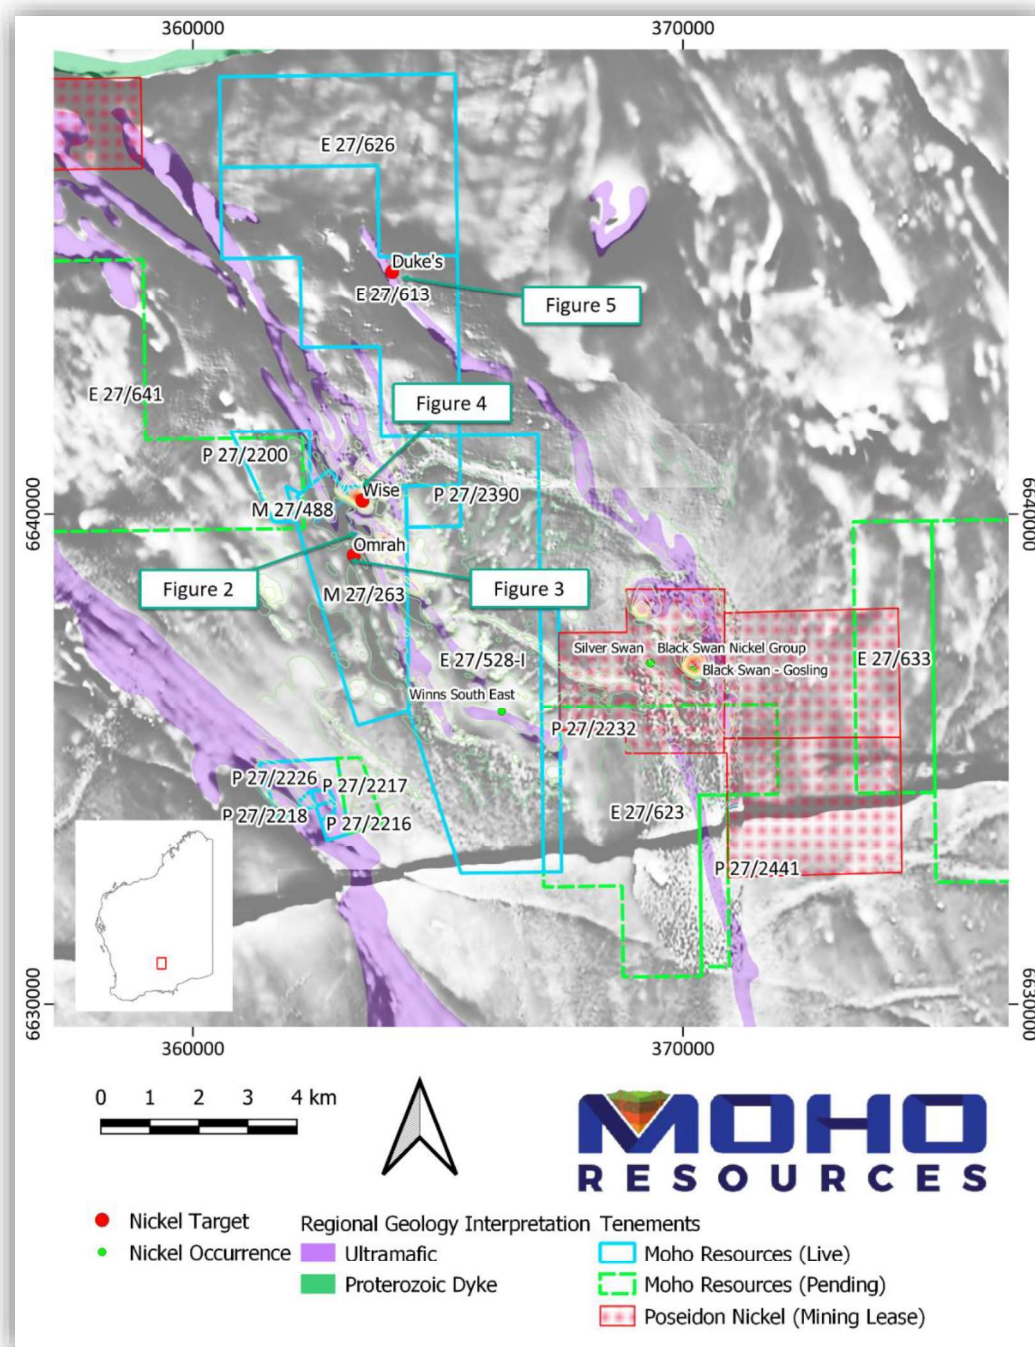 360000
370000
E 27/626
Duke's
E 27/613
Figure 5
E 27/641
Figure 4
P 27/2200
Wise
P 27/2390
M 27/488
6640000
6640000
Omrah
Figure 2
Figure 3
M 27/263
Silver Swan
Black Swan Nickel Group
E 27/528-I
E 27/633
Black Swan - Gosling
Winns South East
P 27/2232
P 27/2226
P 27/2217
P 27/2218
P 27/2216
E 27/623
P 27/2441
6630000
6630000
360000
370000
0 1 2 3 4 km
MOHO
RESOURCES
Nickel Target
Nickel Occurrence
Regional Geology Interpretation
Ultramafic
Proterozoic Dyke
Tenements
Moho Resources (Live)
Moho Resources (Pending)
Poseidon Nickel (Mining Lease)